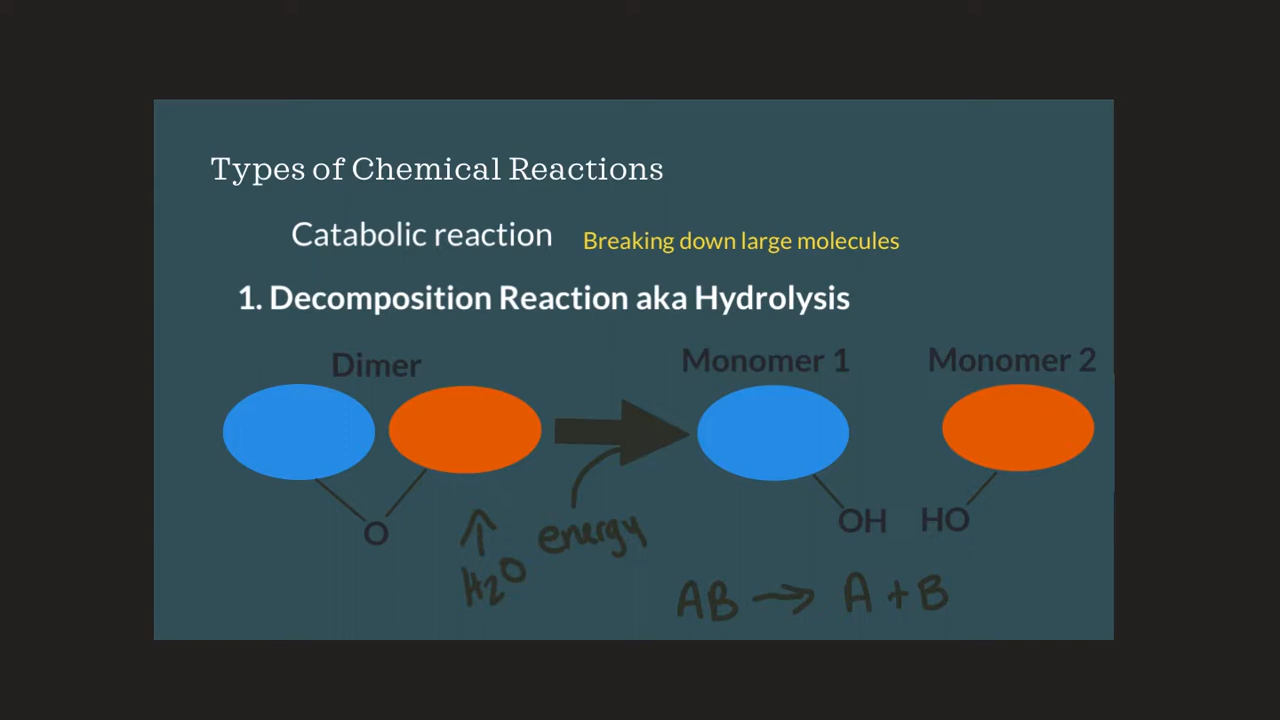 Types of Chemical Reactions
Catabolic reaction Breaking down large molecules
1. Decomposition Reaction aka Hydrolysis
Dimer Monomer 1 Monomer 2
O OH HO
energy
H2O
AB → A + B